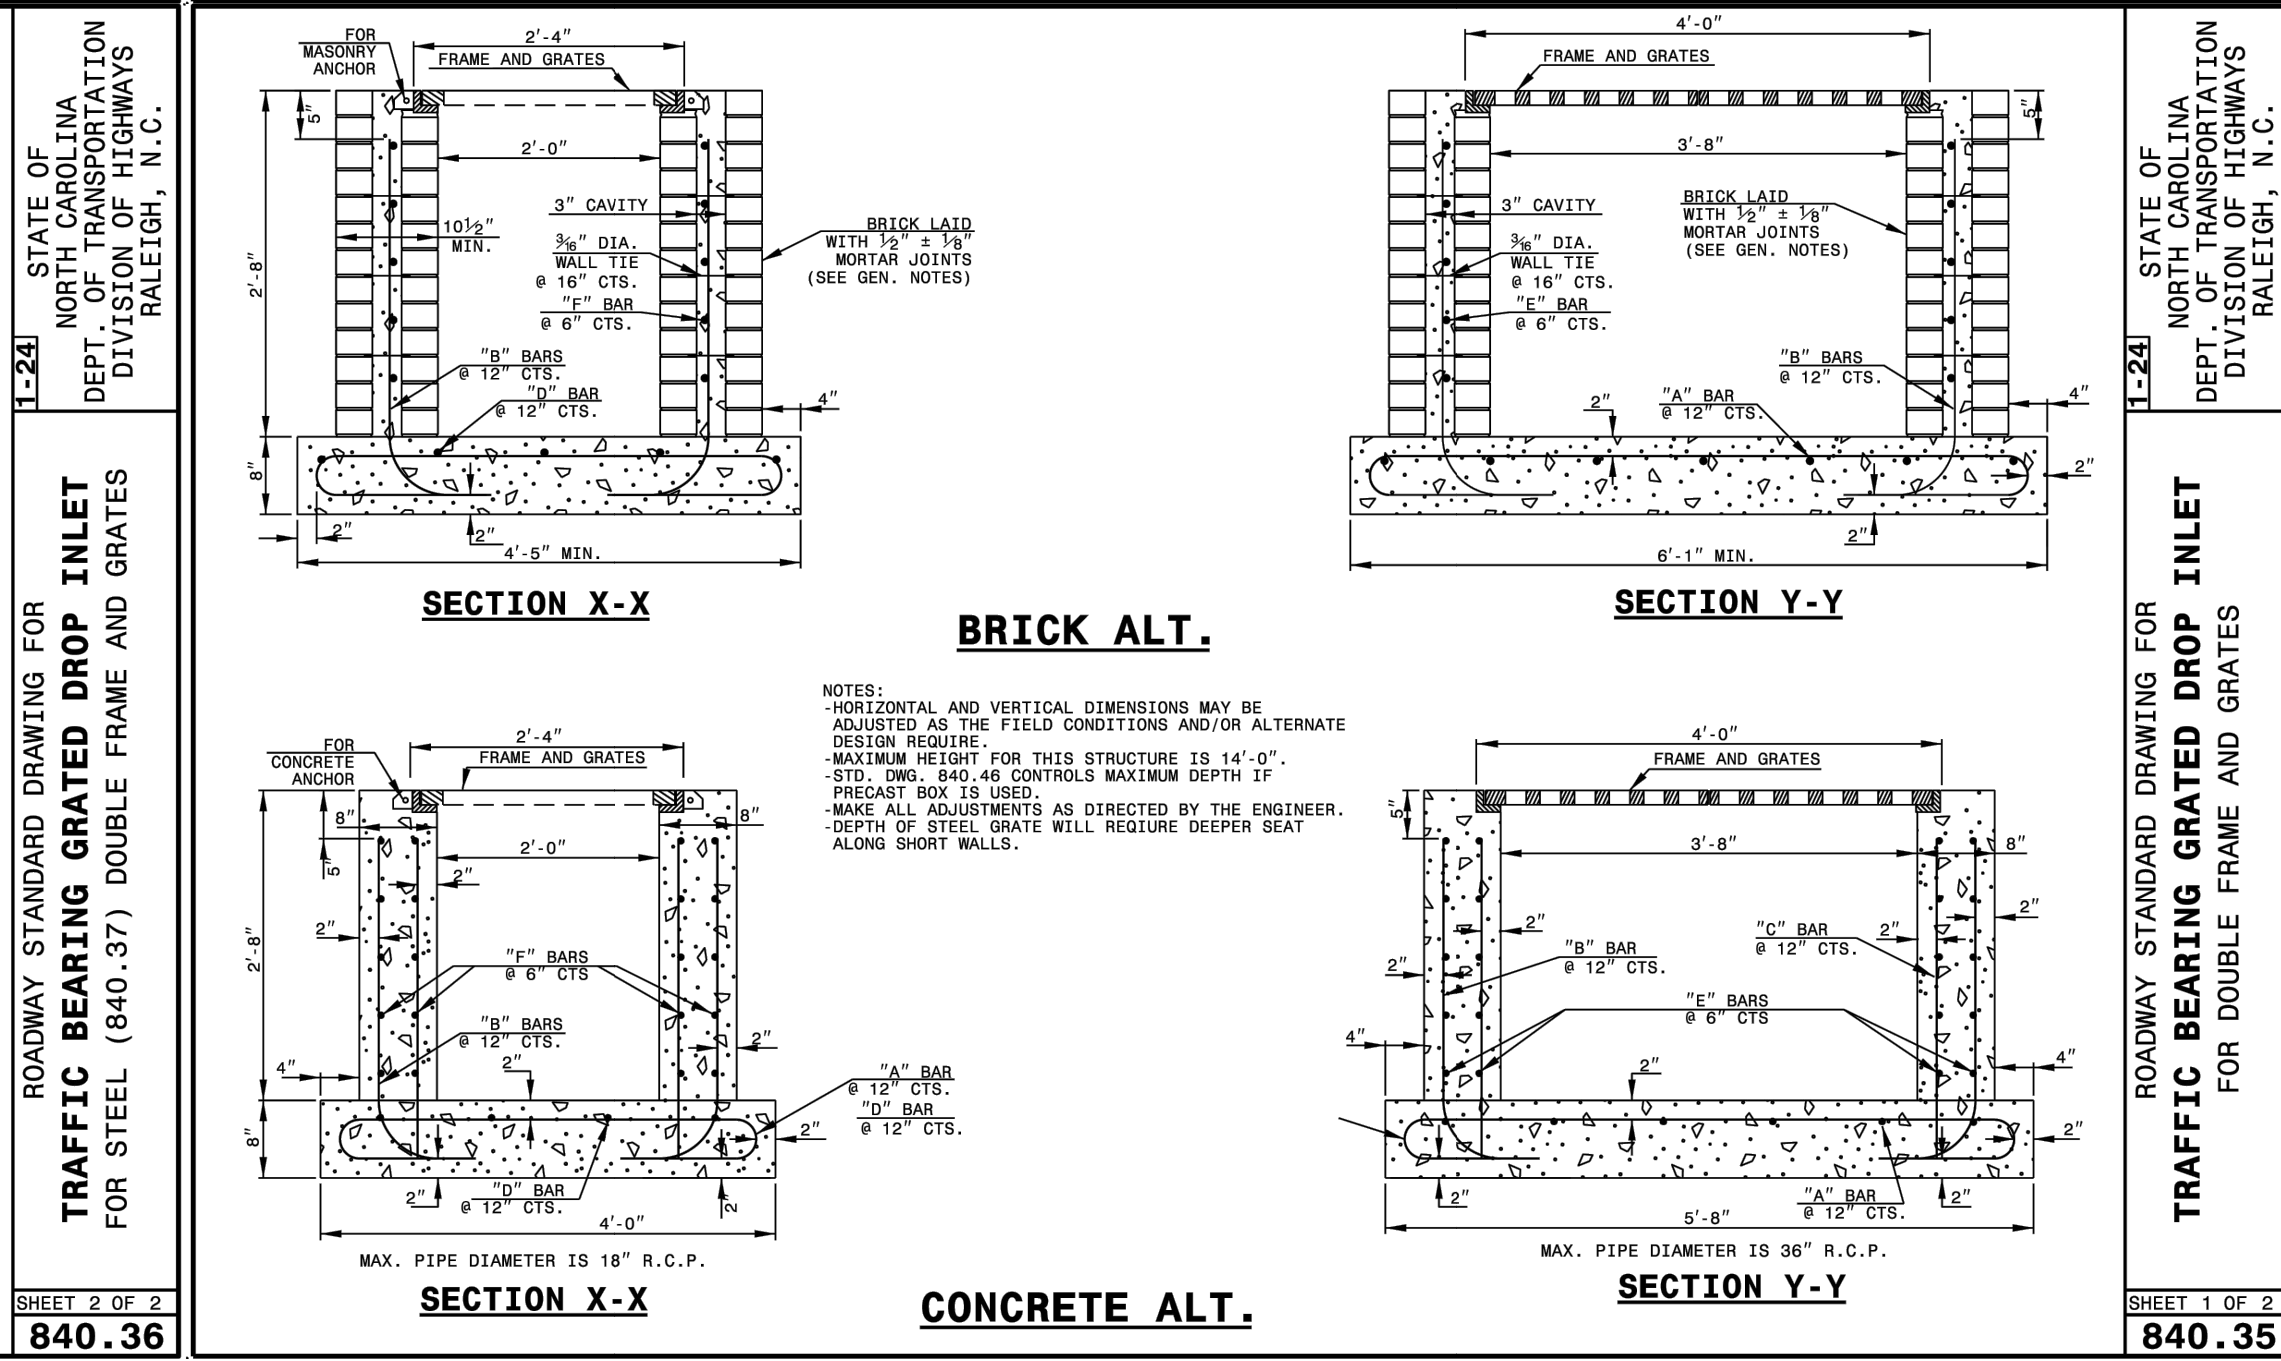 STATE OF
NORTH CAROLINA
DEPT. OF TRANSPORTATION
DIVISION OF HIGHWAYS
RALEIGH, N.C.
1-24
ROADWAY STANDARD DRAWING FOR
TRAFFIC BEARING GRATED DROP INLET
FOR STEEL (840.37) DOUBLE FRAME AND GRATES
SHEET 2 OF 2
840.36
FOR
MASONRY
ANCHOR
2'-4"
FRAME AND GRATES
5"
2'-0"
2'-8"
10½"
MIN.
3" CAVITY
3/16" DIA.
WALL TIE
@ 16" CTS.
"F" BAR
@ 6" CTS.
BRICK LAID
WITH ½" ± ⅛"
MORTAR JOINTS
(SEE GEN. NOTES)
"B" BARS
@ 12" CTS.
"D" BAR
@ 12" CTS.
4"
8"
2"
2"
4'-5" MIN.
SECTION X-X
4'-0"
FRAME AND GRATES
5"
3'-8"
3" CAVITY
3/16" DIA.
WALL TIE
@ 16" CTS.
"E" BAR
@ 6" CTS.
BRICK LAID
WITH ½" ± ⅛"
MORTAR JOINTS
(SEE GEN. NOTES)
"B" BARS
@ 12" CTS.
"A" BAR
@ 12" CTS.
2"
4"
2"
2"
6'-1" MIN.
SECTION Y-Y
BRICK ALT.
NOTES:
-HORIZONTAL AND VERTICAL DIMENSIONS MAY BE
ADJUSTED AS THE FIELD CONDITIONS AND/OR ALTERNATE
DESIGN REQUIRE.
-MAXIMUM HEIGHT FOR THIS STRUCTURE IS 14'-0".
-STD. DWG. 840.46 CONTROLS MAXIMUM DEPTH IF
PRECAST BOX IS USED.
-MAKE ALL ADJUSTMENTS AS DIRECTED BY THE ENGINEER.
-DEPTH OF STEEL GRATE WILL REQIURE DEEPER SEAT
ALONG SHORT WALLS.
FOR
CONCRETE
ANCHOR
2'-4"
FRAME AND GRATES
8"
8"
5"
2'-0"
2"
2"
2'-8"
"F" BARS
@ 6" CTS
"B" BARS
@ 12" CTS.
2"
2"
4"
"A" BAR
@ 12" CTS.
"D" BAR
@ 12" CTS.
2"
8"
2"
"D" BAR
@ 12" CTS.
2"
4'-0"
MAX. PIPE DIAMETER IS 18" R.C.P.
SECTION X-X
4'-0"
FRAME AND GRATES
5"
3'-8"
8"
2"
2"
"C" BAR
@ 12" CTS.
2"
"B" BAR
@ 12" CTS.
2"
"E" BARS
@ 6" CTS
4"
2"
4"
2"
2"
"A" BAR
@ 12" CTS.
2"
5'-8"
MAX. PIPE DIAMETER IS 36" R.C.P.
SECTION Y-Y
CONCRETE ALT.
STATE OF
NORTH CAROLINA
DEPT. OF TRANSPORTATION
DIVISION OF HIGHWAYS
RALEIGH, N.C.
1-24
ROADWAY STANDARD DRAWING FOR
TRAFFIC BEARING GRATED DROP INLET
FOR DOUBLE FRAME AND GRATES
SHEET 1 OF 2
840.35